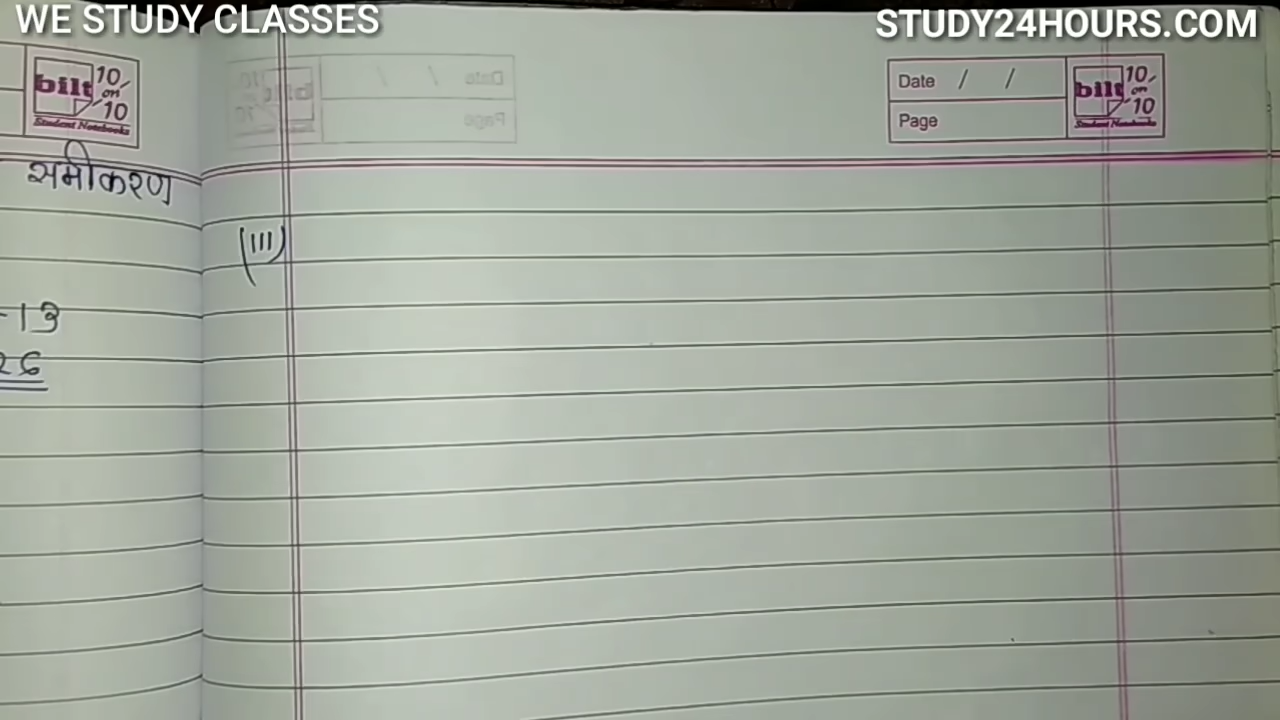 WE STUDY CLASSES
STUDY24HOURS.COM
bilt 10 on 10
Student Notebooks
समीकरण
-13
26
Date / /
Page
bilt 10 on 10
Student Notebooks
(III)